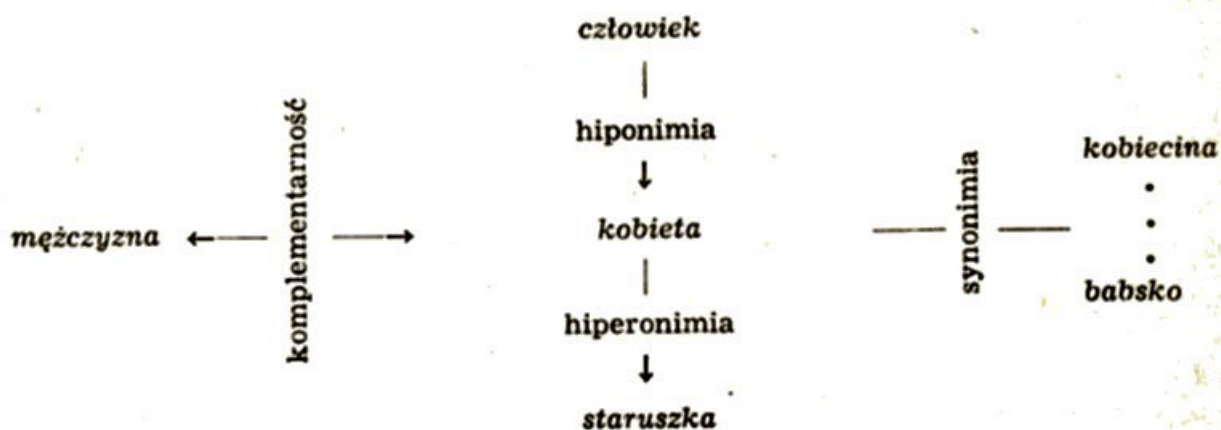 człowiek
hiponimia
mężczyzna
komplementarność
kobieta
synonimia
kobiecina
babsko
hiperonimia
staruszka